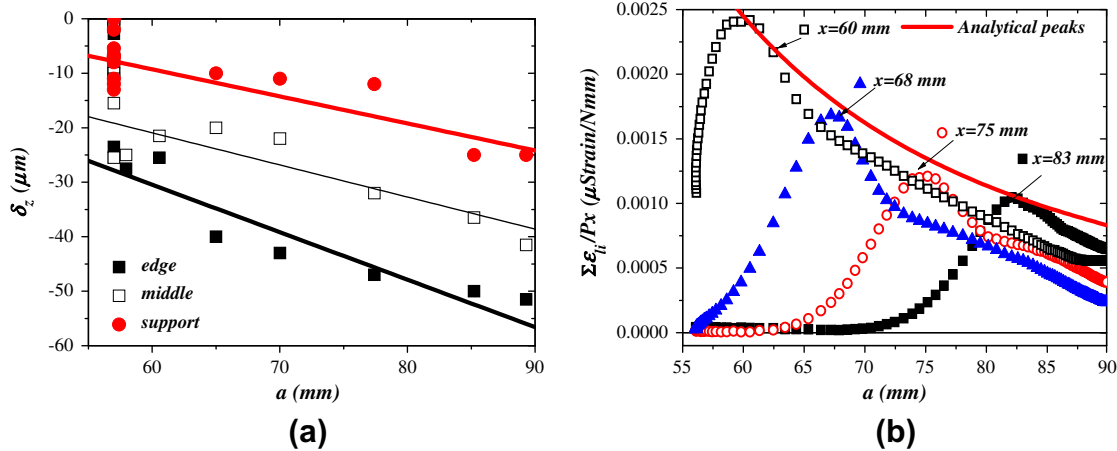 0
-10
-20
-30
-40
-50
-60
60
70
80
90
δz (μm)
a (mm)
edge
middle
support
(a)
0.0025
0.0020
0.0015
0.0010
0.0005
0.0000
55
60
65
70
75
80
85
90
Σεii/Px (μStrain/Nmm)
a (mm)
x=60 mm
Analytical peaks
x=68 mm
x=75 mm
x=83 mm
(b)